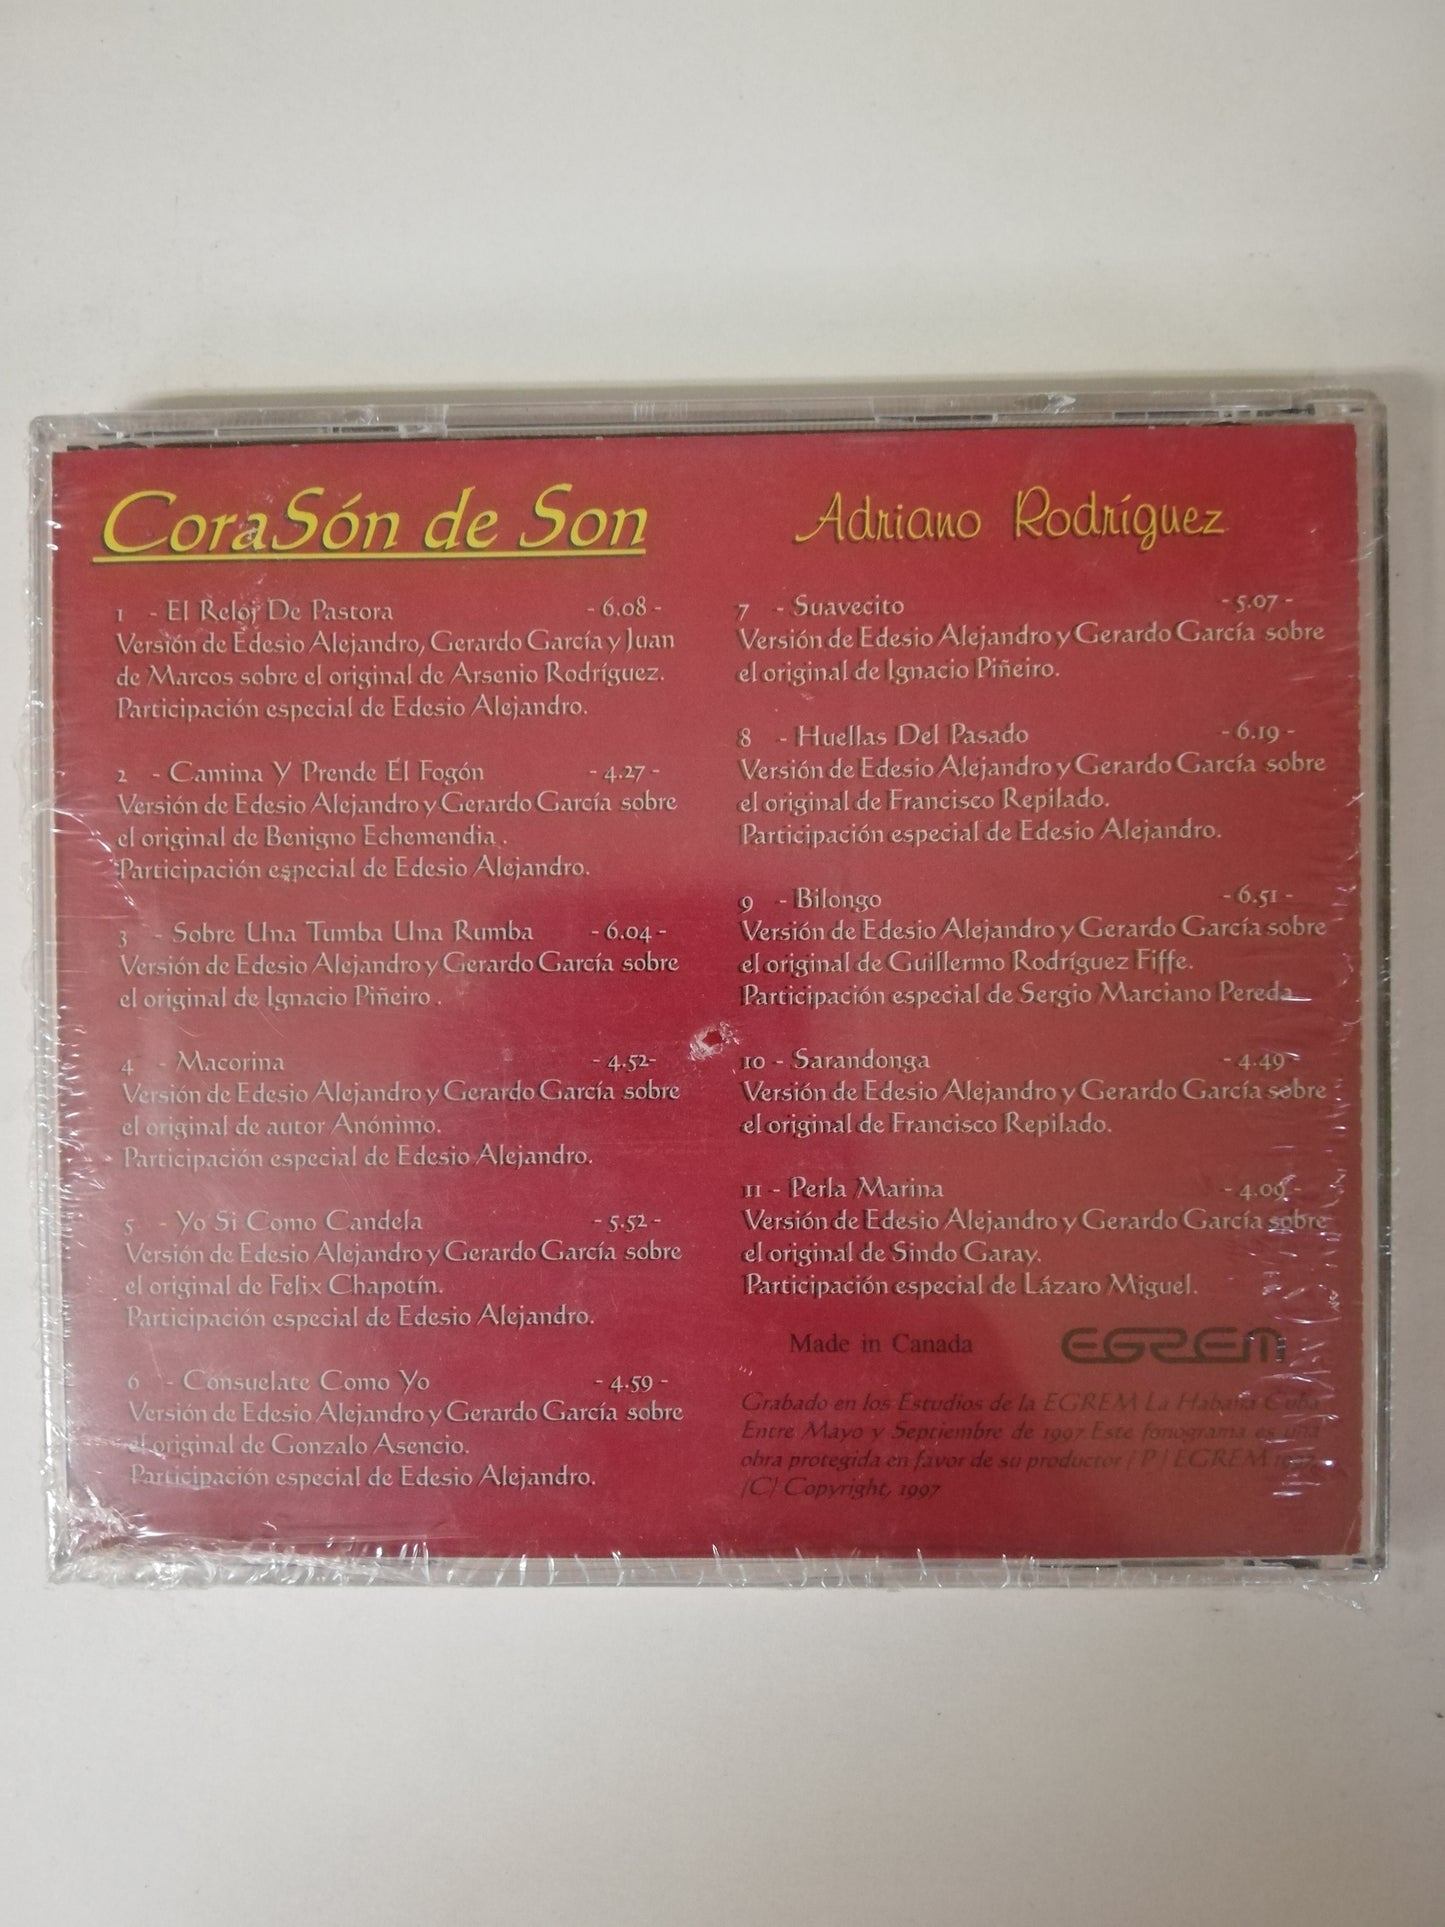 CoraSón de Son
Adriano Rodríguez
1 - El Reloj De Pastora - 6.08 -
Versión de Edesio Alejandro, Gerardo García y Juan
de Marcos sobre el original de Arsenio Rodríguez.
Participación especial de Edesio Alejandro.
2 - Camina Y Prende El Fogón - 4.27 -
Versión de Edesio Alejandro y Gerardo García sobre
el original de Benigno Echemendia .
Participación especial de Edesio Alejandro.
3 - Sobre Una Tumba Una Rumba - 6.04 -
Versión de Edesio Alejandro y Gerardo García sobre
el original de Ignacio Piñeiro .
4 - Macorina - 4.52-
Versión de Edesio Alejandro y Gerardo García sobre
el original de autor Anónimo.
Participación especial de Edesio Alejandro.
5 - Yo Si Como Candela - 5.52 -
Versión de Edesio Alejandro y Gerardo García sobre
el original de Felix Chapotín.
Participación especial de Edesio Alejandro.
6 - Consuelate Como Yo - 4.59 -
Versión de Edesio Alejandro y Gerardo García sobre
el original de Gonzalo Asencio.
Participación especial de Edesio Alejandro.
7 - Suavecito - 5.07 -
Versión de Edesio Alejandro y Gerardo García sobre
el original de Ignacio Piñeiro.
8 - Huellas Del Pasado - 6.19 -
Versión de Edesio Alejandro y Gerardo García sobre
el original de Francisco Repilado.
Participación especial de Edesio Alejandro.
9 - Bilongo - 6.51 -
Versión de Edesio Alejandro y Gerardo García sobre
el original de Guillermo Rodríguez Fiffe.
Participación especial de Sergio Marciano Pereda
10 - Sarandonga - 4.49 -
Versión de Edesio Alejandro y Gerardo García sobre
el original de Francisco Repilado.
11 - Perla Marina - 4.09 -
Versión de Edesio Alejandro y Gerardo García sobre
el original de Sindo Garay.
Participación especial de Lázaro Miguel.
Made in Canada EGREM
Grabado en los Estudios de la EGREM La Habana Cuba
Entre Mayo y Septiembre de 1997 Este fonograma es una
obra protegida en favor de su productor ( P ) EGREM 1997.
(C) Copyright, 1997